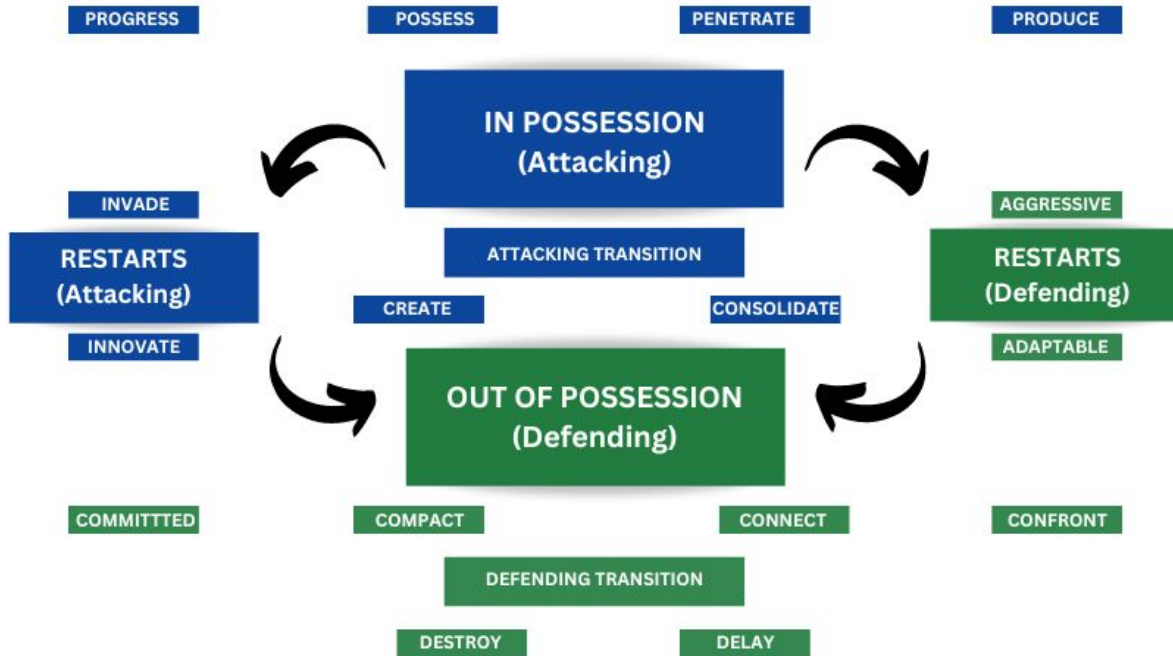 PROGRESS
POSSESS
PENETRATE
PRODUCE
IN POSSESSION
(Attacking)
INVADE
AGGRESSIVE
RESTARTS
(Attacking)
ATTACKING TRANSITION
RESTARTS
(Defending)
CREATE
CONSOLIDATE
INNOVATE
ADAPTABLE
OUT OF POSSESSION
(Defending)
COMMITTTED
COMPACT
CONNECT
CONFRONT
DEFENDING TRANSITION
DESTROY
DELAY